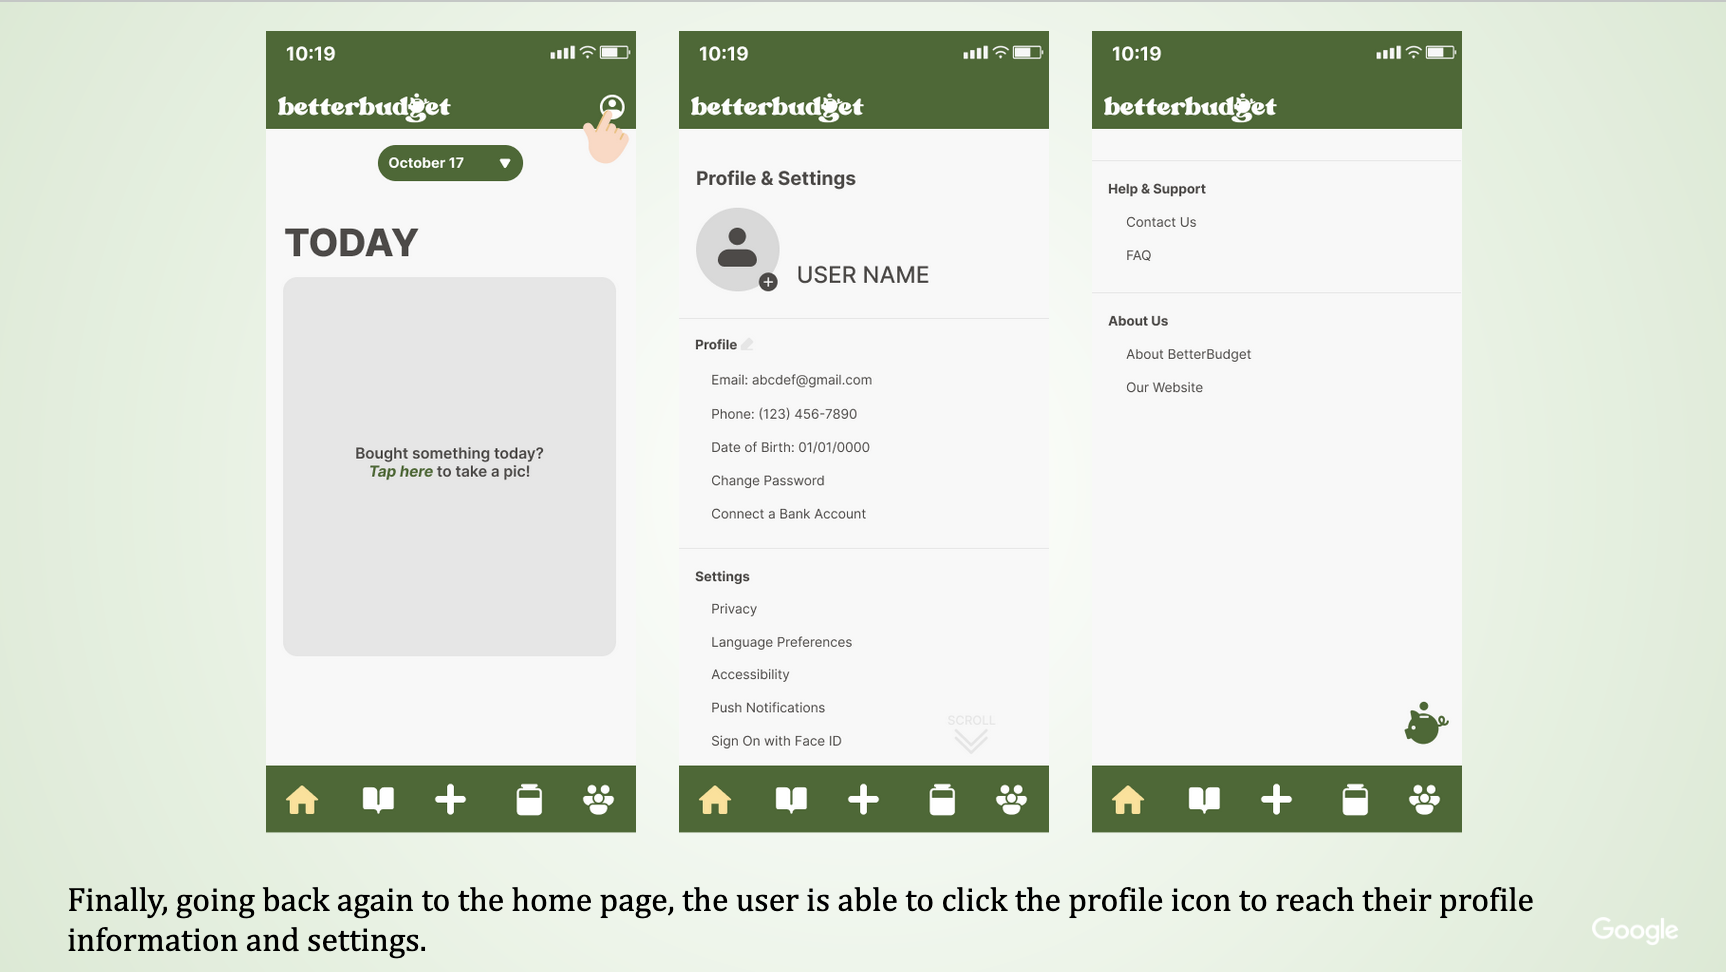 10:19
betterbudget
October 17
TODAY
Bought something today?
Tap here to take a pic!
10:19
betterbudget
Profile & Settings
USER NAME
Profile
Email: abcdef@gmail.com
Phone: (123) 456-7890
Date of Birth: 01/01/0000
Change Password
Connect a Bank Account
Settings
Privacy
Language Preferences
Accessibility
Push Notifications
Sign On with Face ID
SCROLL
10:19
betterbudget
Help & Support
Contact Us
FAQ
About Us
About BetterBudget
Our Website
Finally, going back again to the home page, the user is able to click the profile icon to reach their profile
information and settings.
Google